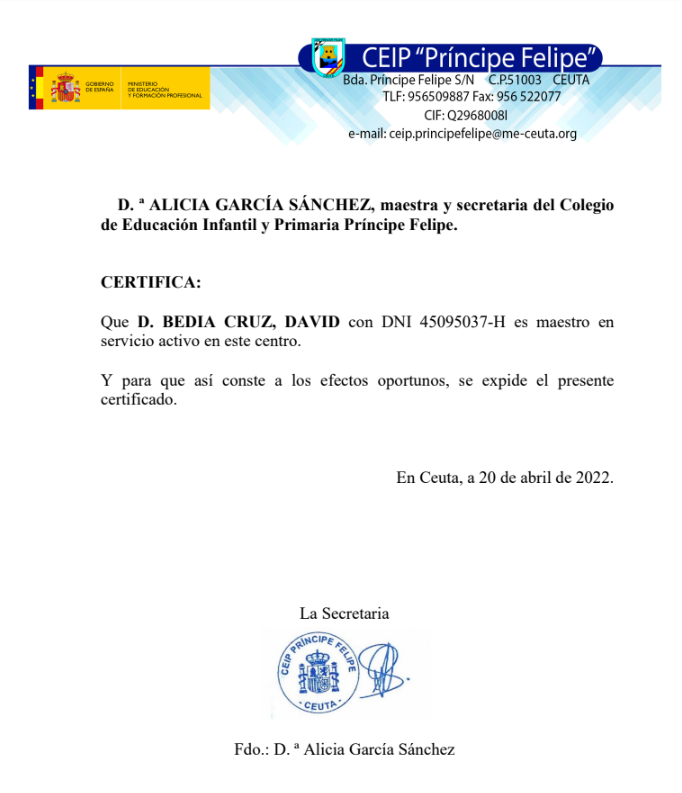 GOBIERNO
DE ESPAÑA
MINISTERIO
DE EDUCACIÓN
Y FORMACIÓN PROFESIONAL
CEIP “Príncipe Felipe”
Bda. Príncipe Felipe S/N C.P.51003 CEUTA
TLF: 956509887 Fax: 956 522077
CIF: Q2968008I
e-mail: ceip.principefelipe@me-ceuta.org
D. ª ALICIA GARCÍA SÁNCHEZ, maestra y secretaria del Colegio
de Educación Infantil y Primaria Príncipe Felipe.
CERTIFICA:
Que D. BEDIA CRUZ, DAVID con DNI 45095037-H es maestro en
servicio activo en este centro.
Y para que así conste a los efectos oportunos, se expide el presente
certificado.
En Ceuta, a 20 de abril de 2022.
La Secretaria
CEIP PRÍNCIPE FELIPE
- CEUTA -
Fdo.: D. ª Alicia García Sánchez